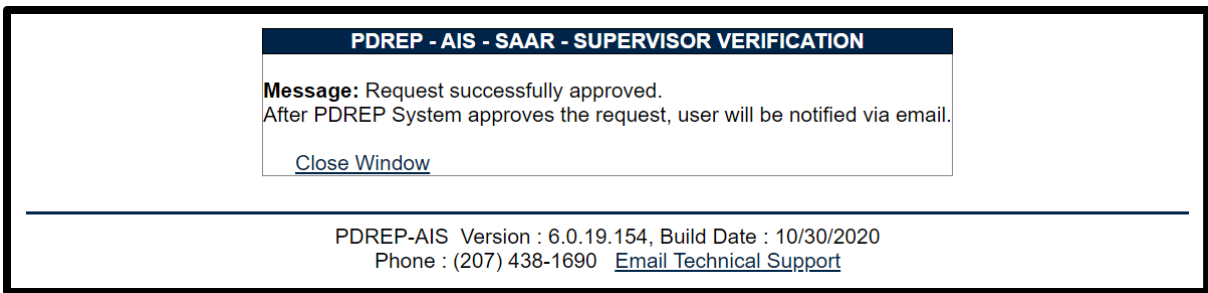 PDREP - AIS - SAAR - SUPERVISOR VERIFICATION
Message: Request successfully approved.
After PDREP System approves the request, user will be notified via email.
Close Window
PDREP-AIS Version : 6.0.19.154, Build Date : 10/30/2020
Phone : (207) 438-1690 Email Technical Support